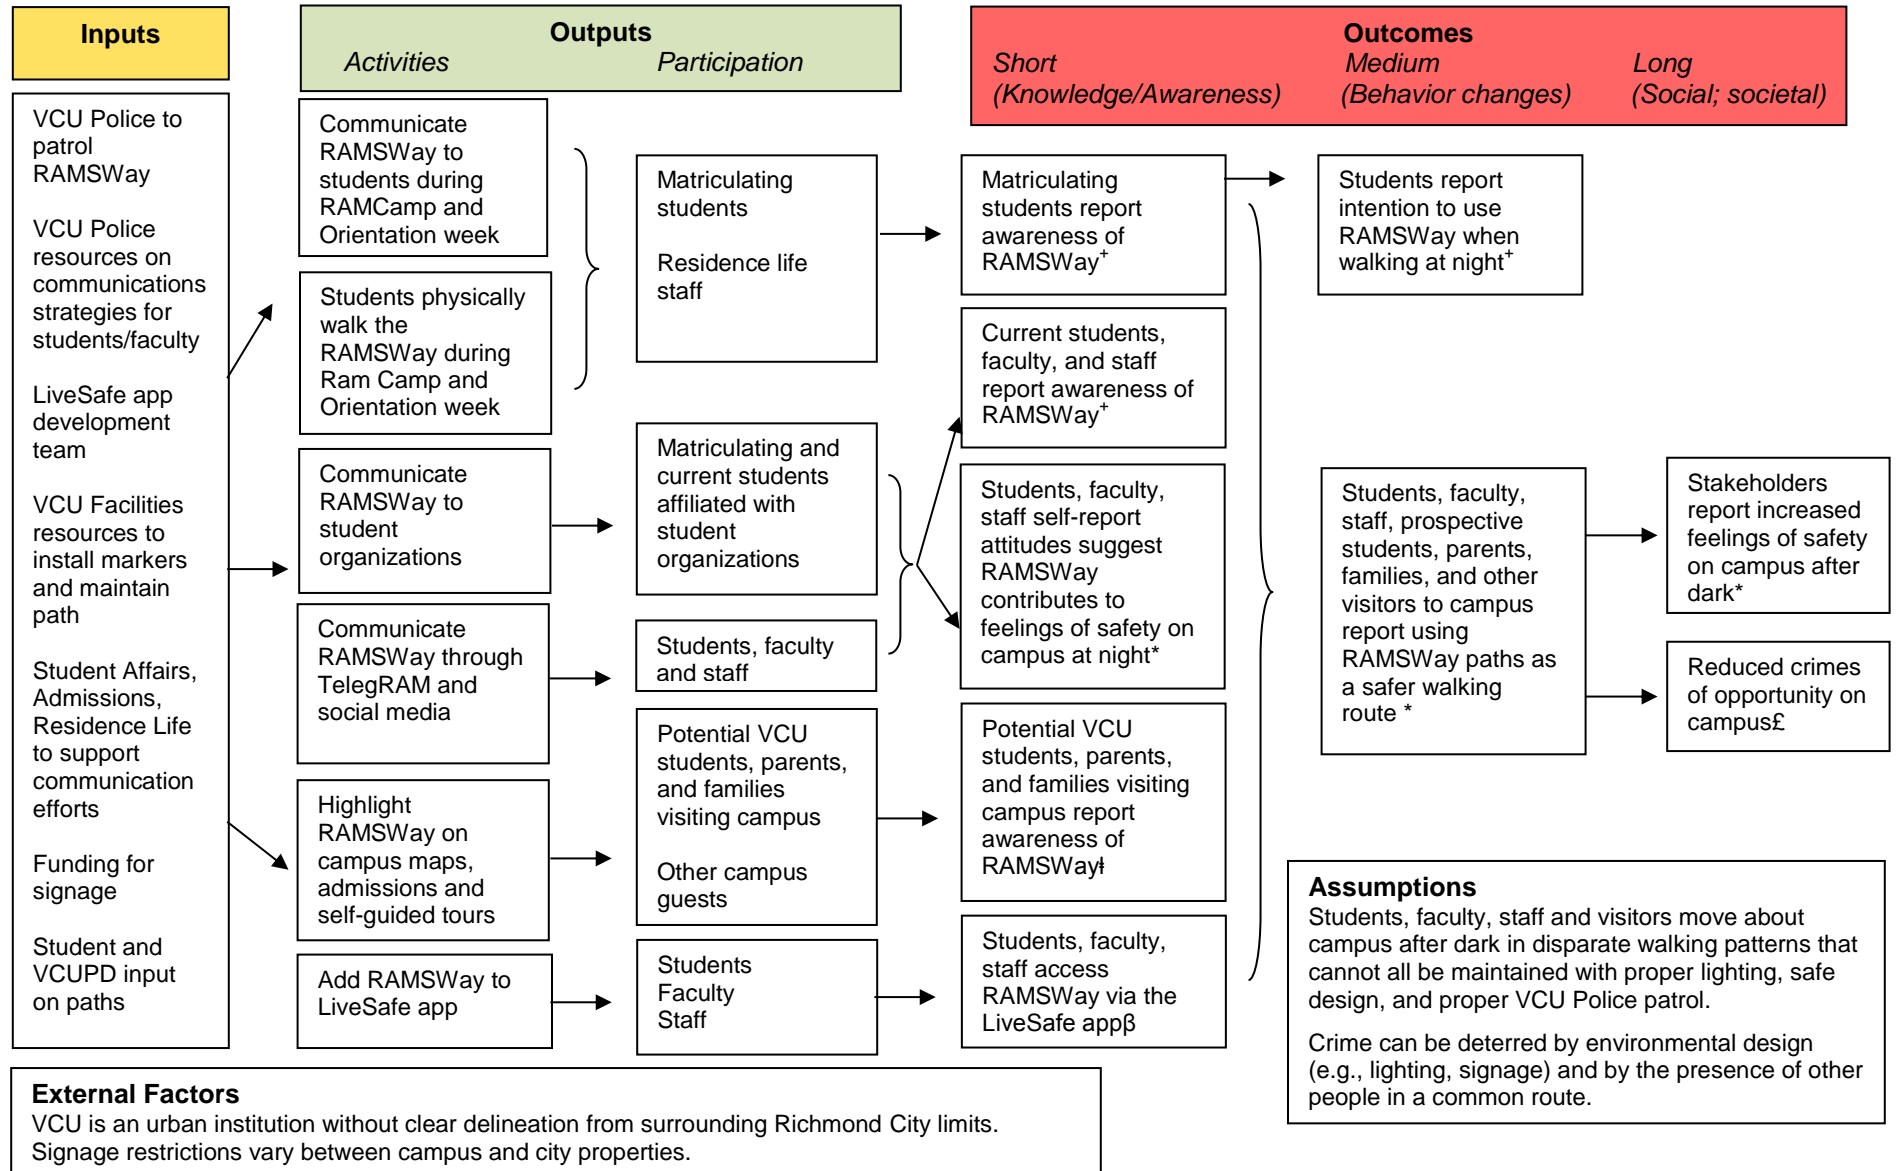 Inputs
VCU Police to
patrol
RAMSWay
VCU Police
resources on
communications
strategies for
students/faculty
LiveSafe app
development
team
VCU Facilities
resources to
install markers
and maintain
path
Student Affairs,
Admissions,
Residence Life
to support
communication
efforts
Funding for
signage
Student and
VCUPD input
on paths
Outputs
Activities
Participation
Communicate
RAMSWay to
students during
RAMCamp and
Orientation week
Students physically
walk the
RAMSWay during
Ram Camp and
Orientation week
Communicate
RAMSWay to
student
organizations
Communicate
RAMSWay through
TelegRAM and
social media
Highlight
RAMSWay on
campus maps,
admissions and
self-guided tours
Add RAMSWay to
LiveSafe app
Matriculating
students
Residence life
staff
Matriculating and
current students
affiliated with
student
organizations
Students, faculty
and staff
Potential VCU
students, parents,
and families
visiting campus
Other campus
guests
Students
Faculty
Staff
Outcomes
Short
(Knowledge/Awareness)
Medium
(Behavior changes)
Long
(Social; societal)
Matriculating
students report
awareness of
RAMSWay⁺
Current students,
faculty, and staff
report awareness of
RAMSWay⁺
Students, faculty,
staff self-report
attitudes suggest
RAMSWay
contributes to
feelings of safety on
campus at night*
Potential VCU
students, parents,
and families visiting
campus report
awareness of
RAMSWayƚ
Students, faculty,
staff access
RAMSWay via the
LiveSafe appβ
Students report
intention to use
RAMSWay when
walking at night⁺
Students, faculty,
staff, prospective
students, parents,
families, and other
visitors to campus
report using
RAMSWay paths as
a safer walking
route *
Stakeholders
report increased
feelings of safety
on campus after
dark*
Reduced crimes
of opportunity on
campus£
Assumptions
Students, faculty, staff and visitors move about
campus after dark in disparate walking patterns that
cannot all be maintained with proper lighting, safe
design, and proper VCU Police patrol.
Crime can be deterred by environmental design
(e.g., lighting, signage) and by the presence of other
people in a common route.
External Factors
VCU is an urban institution without clear delineation from surrounding Richmond City limits.
Signage restrictions vary between campus and city properties.